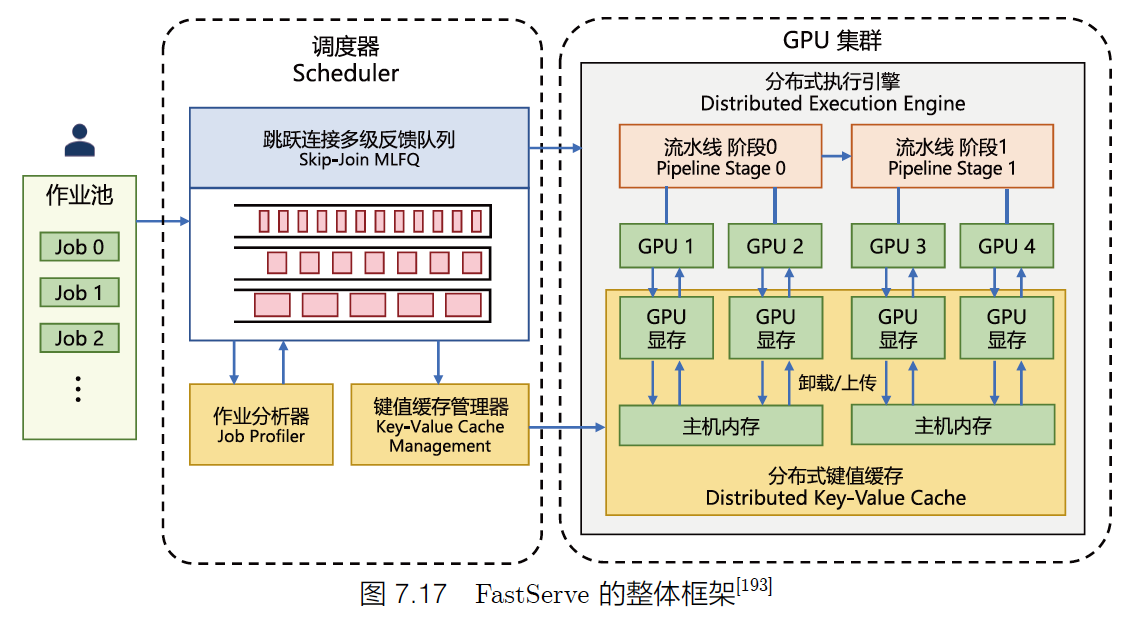 作业池
Job 0
Job 1
Job 2
⋮
调度器
Scheduler
跳跃连接多级反馈队列
Skip-Join MLFQ
作业分析器
Job Profiler
键值缓存管理器
Key-Value Cache
Management
GPU 集群
分布式执行引擎
Distributed Execution Engine
流水线 阶段0
Pipeline Stage 0
流水线 阶段1
Pipeline Stage 1
GPU 1
GPU 2
GPU 3
GPU 4
GPU
显存
GPU
显存
GPU
显存
GPU
显存
卸载/上传
主机内存
主机内存
分布式键值缓存
Distributed Key-Value Cache
图 7.17 FastServe 的整体框架[193]